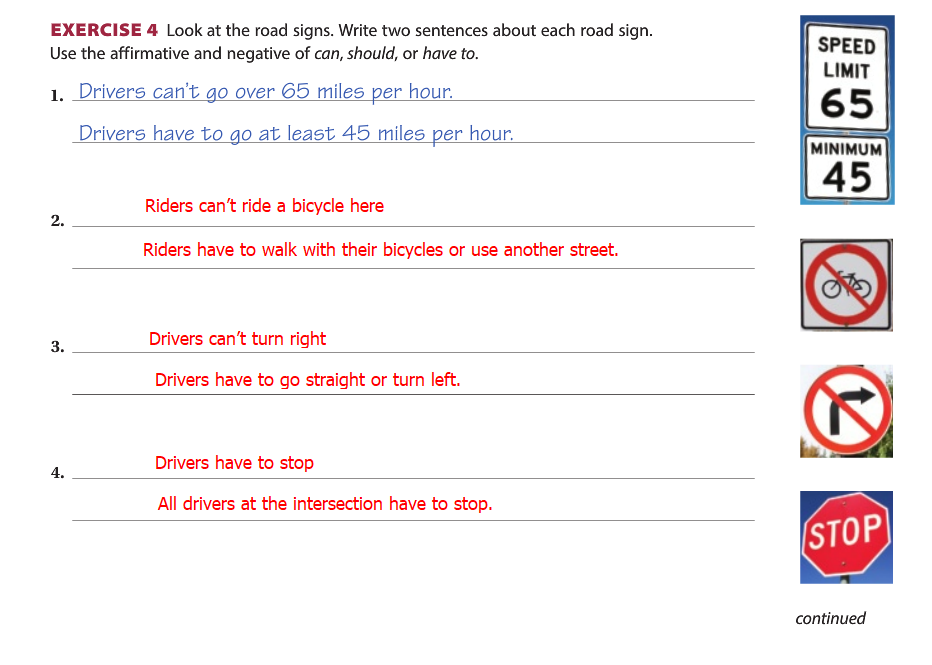 EXERCISE 4 Look at the road signs. Write two sentences about each road sign.
Use the affirmative and negative of can, should, or have to.
1. Drivers can't go over 65 miles per hour.
Drivers have to go at least 45 miles per hour.
SPEED
LIMIT
65
MINIMUM
45
2. Riders can't ride a bicycle here
Riders have to walk with their bicycles or use another street.
3. Drivers can't turn right
Drivers have to go straight or turn left.
4. Drivers have to stop
All drivers at the intersection have to stop.
STOP
continued